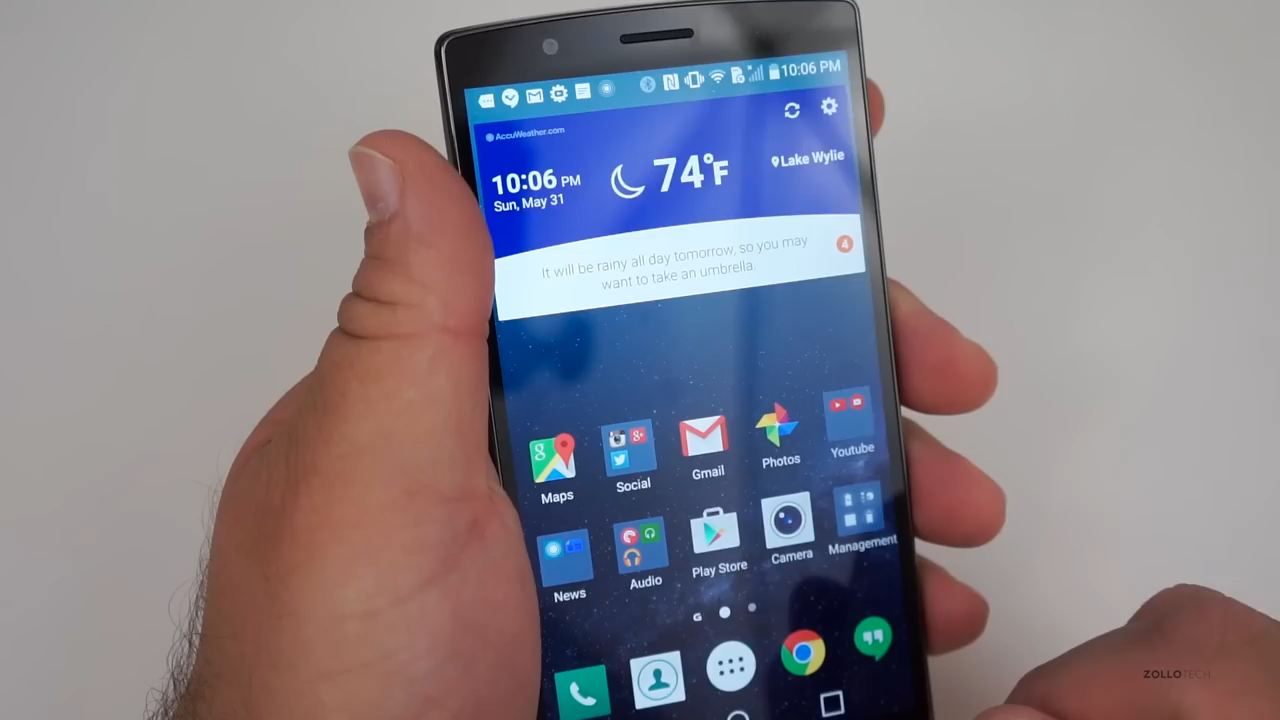 10:06 PM
AccuWeather.com
10:06 PM
Sun, May 31
74°F
Lake Wylie
It will be rainy all day tomorrow, so you may
want to take an umbrella.
4
Maps
Social
Gmail
Photos
Youtube
News
Audio
Play Store
Camera
Management
G
ZOLLOTECH